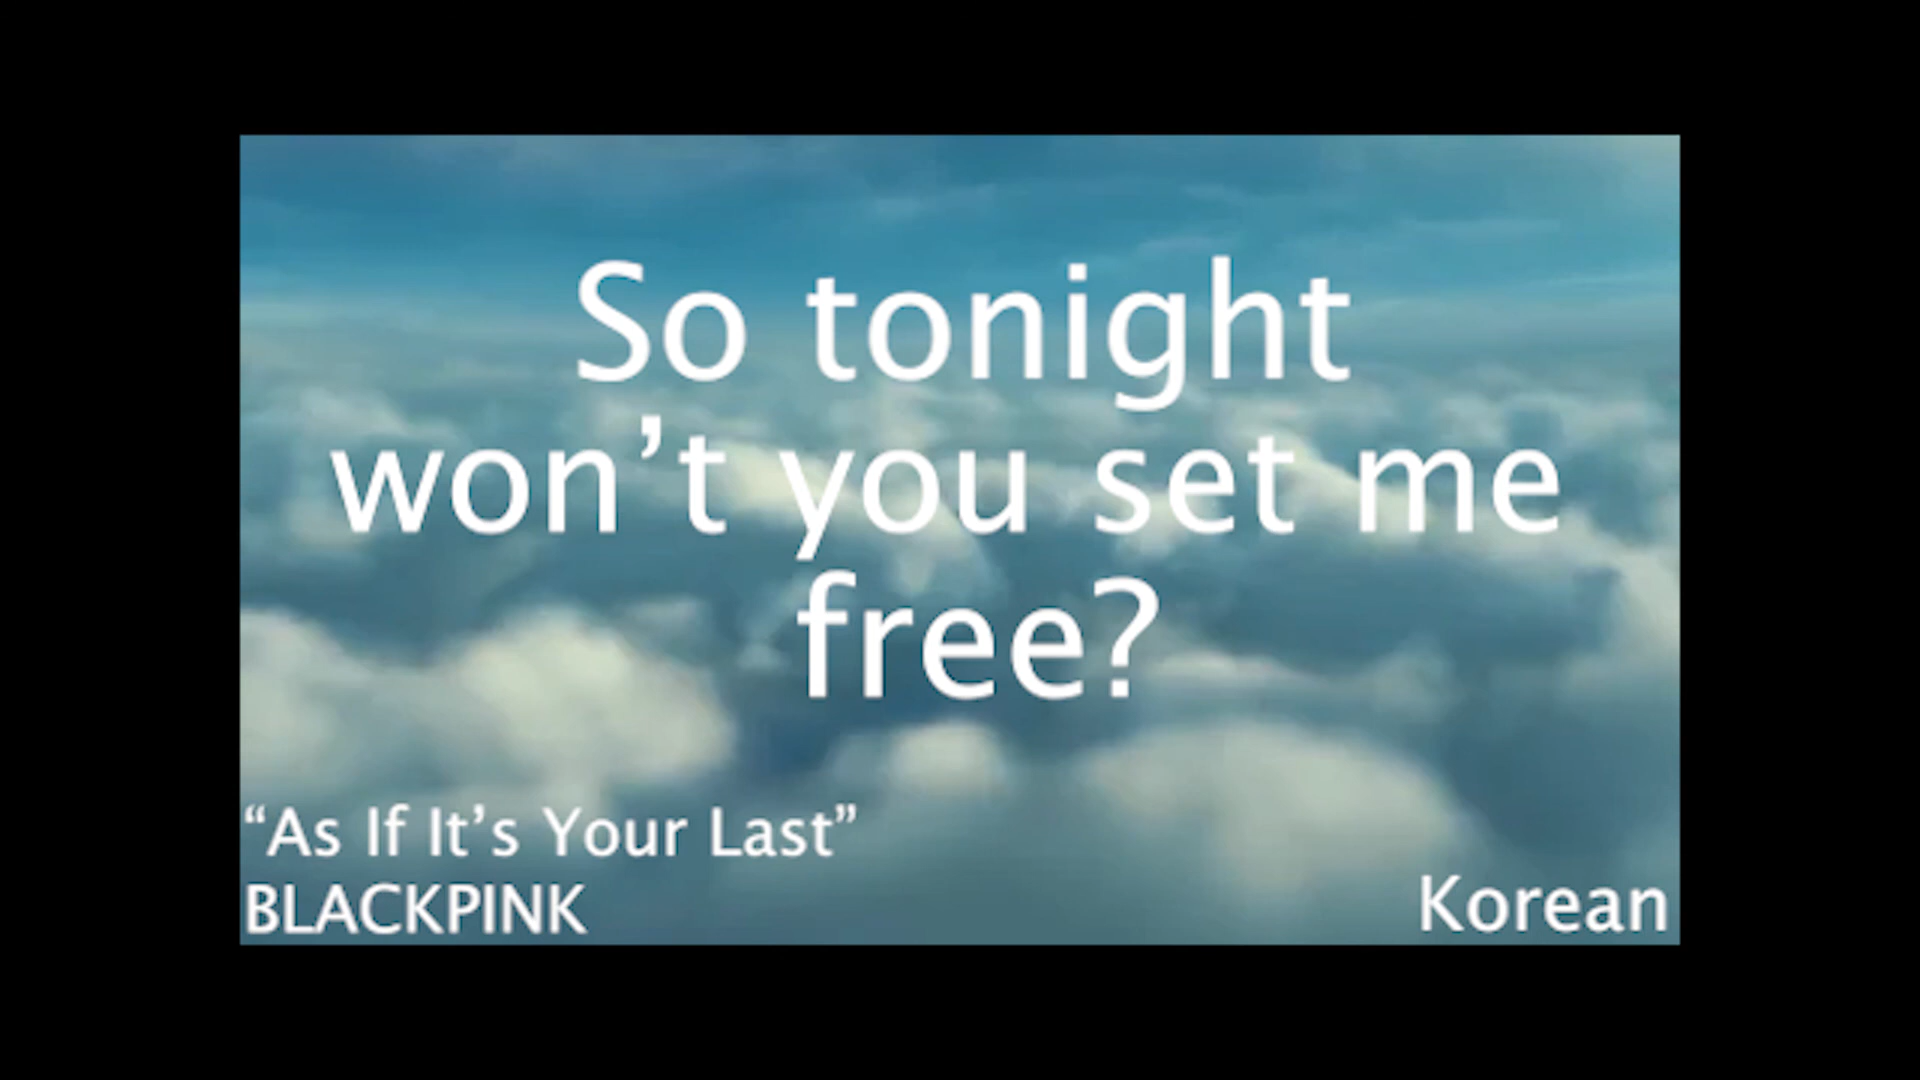 So tonight
won’t you set me
free?
“As If It’s Your Last”
BLACKPINK
Korean